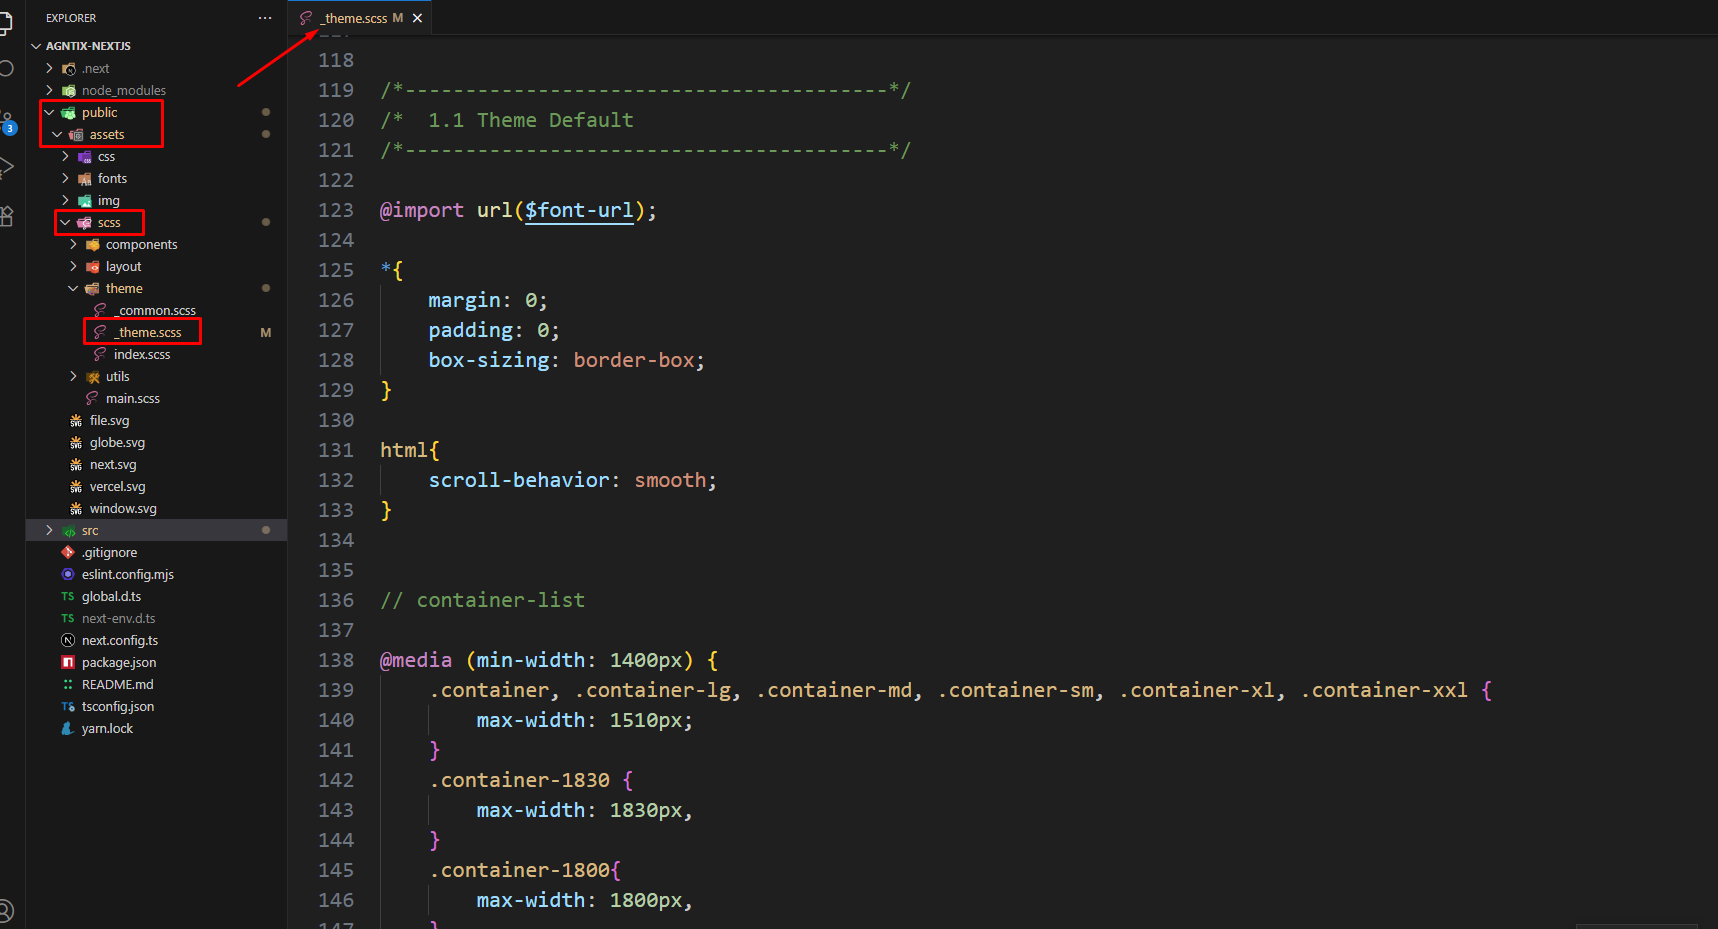 EXPLORER
AGNTIX-NEXTJS
.next
node_modules
public
assets
css
fonts
img
scss
components
layout
theme
_common.scss
_theme.scss M
index.scss
utils
main.scss
file.svg
globe.svg
next.svg
vercel.svg
window.svg
src
.gitignore
eslint.config.mjs
TS global.d.ts
TS next-env.d.ts
next.config.ts
package.json
README.md
TS tsconfig.json
yarn.lock
3
_theme.scss M
118
119 /*----------------------------------------*/
120 /*  1.1 Theme Default
121 /*----------------------------------------*/
122
123 @import url($font-url);
124
125 *{
126     margin: 0;
127     padding: 0;
128     box-sizing: border-box;
129 }
130
131 html{
132     scroll-behavior: smooth;
133 }
134
135
136 // container-list
137
138 @media (min-width: 1400px) {
139     .container, .container-lg, .container-md, .container-sm, .container-xl, .container-xxl {
140         max-width: 1510px;
141     }
142     .container-1830 {
143         max-width: 1830px,
144     }
145     .container-1800{
146         max-width: 1800px,